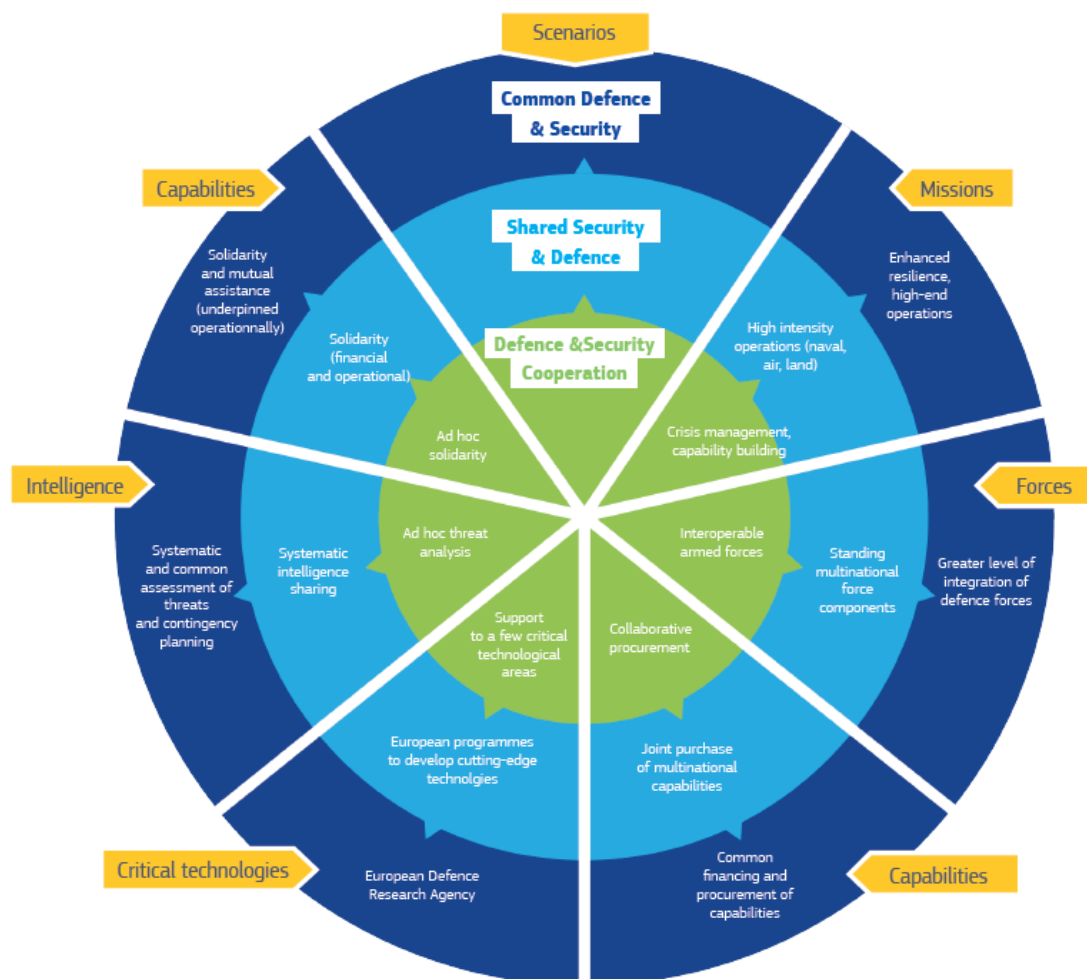 Scenarios
Common Defence
& Security
Shared Security
& Defence
Defence &Security
Cooperation
Missions
Enhanced
resilience,
high-end
operations
High intensity
operations (naval,
air, land)
Crisis management,
capability building
Forces
Greater level of
integration of
defence forces
Standing
multinational
force
components
Interoperable
armed forces
Capabilities
Common
financing and
procurement of
capabilities
Joint purchase
of multinational
capabilities
Collaborative
procurement
Critical technologies
European Defence
Research Agency
European programmes
to develop cutting-edge
technolgies
Support
to a few critical
technological
areas
Intelligence
Systematic
and common
assessment of
threats
and contingency
planning
Systematic
intelligence
sharing
Ad hoc threat
analysis
Capabilities
Solidarity
and mutual
assistance
(underpinned
operationnally)
Solidarity
(financial
and operational)
Ad hoc
solidarity